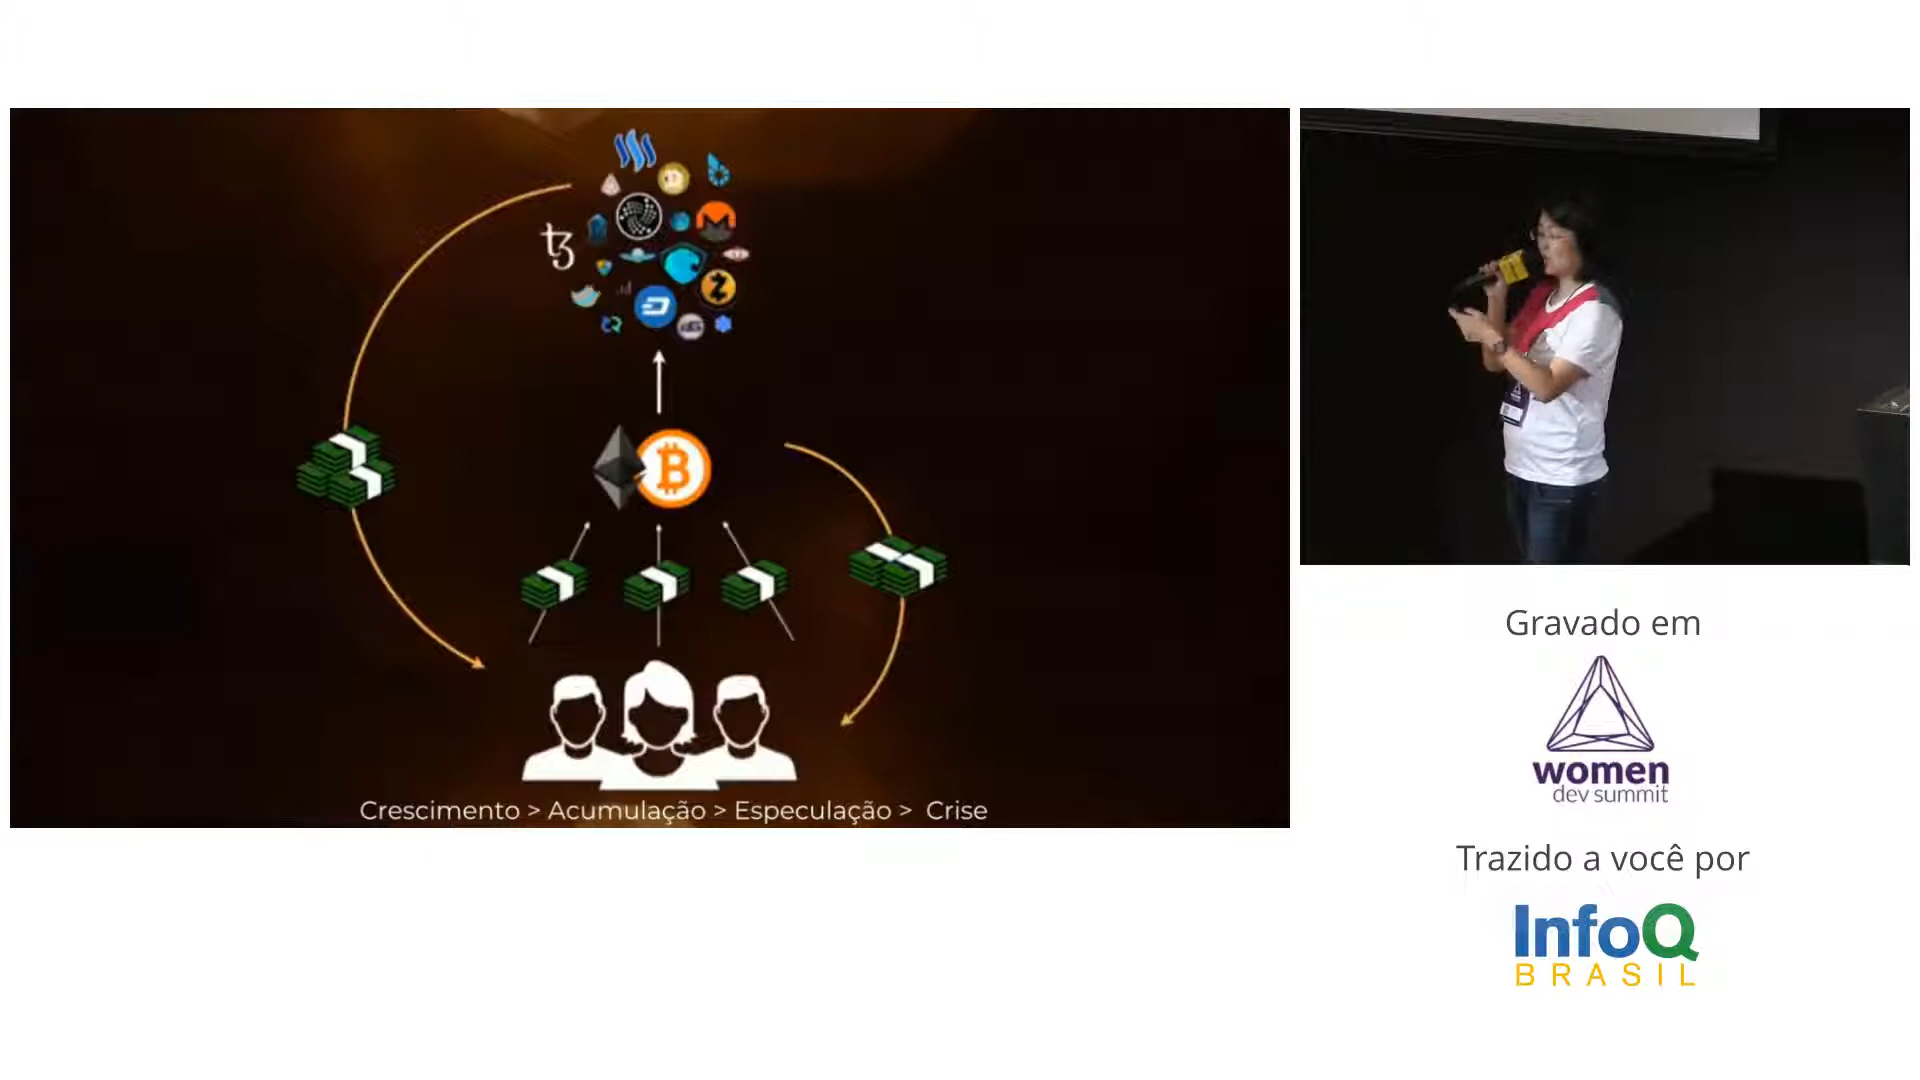 Crescimento > Acumulação > Especulação > Crise
Gravado em
women
dev summit
Trazido a você por
InfoQ
BRASIL